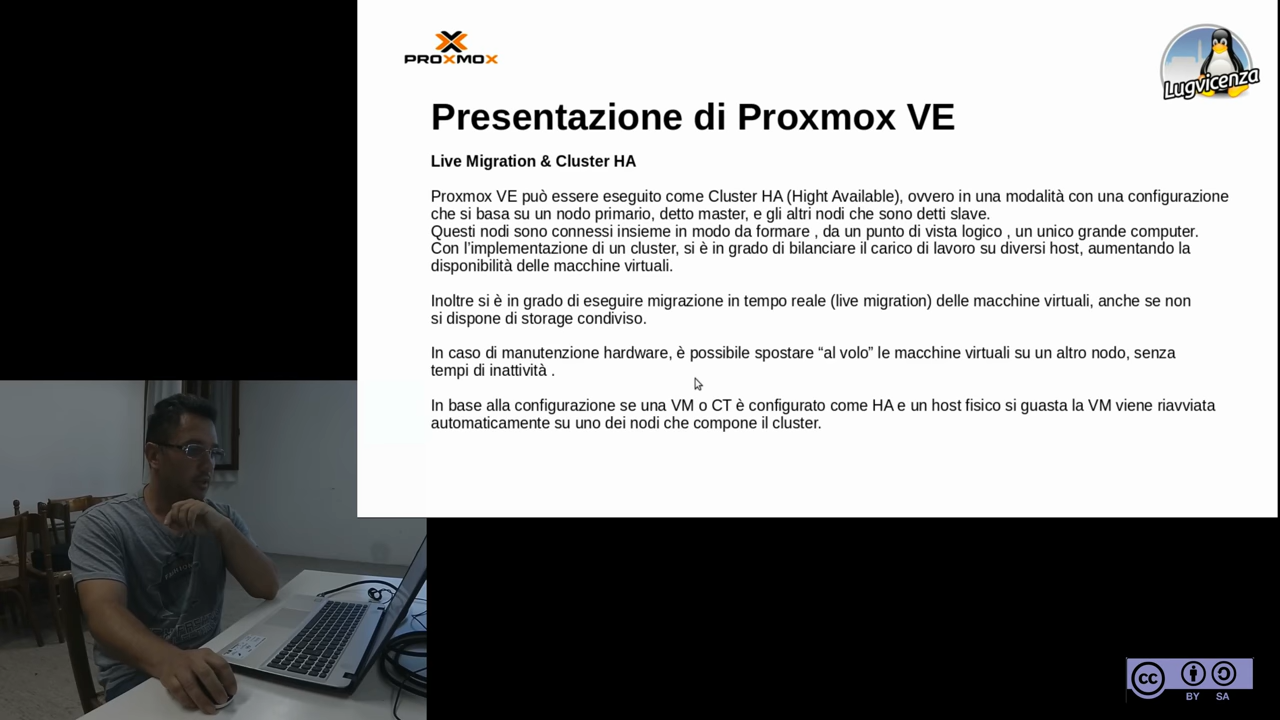 PROXMOX
Lugvicenza
Presentazione di Proxmox VE
Live Migration & Cluster HA
Proxmox VE può essere eseguito come Cluster HA (Hight Available), ovvero in una modalità con una configurazione
che si basa su un nodo primario, detto master, e gli altri nodi che sono detti slave.
Questi nodi sono connessi insieme in modo da formare , da un punto di vista logico , un unico grande computer.
Con l’implementazione di un cluster, si è in grado di bilanciare il carico di lavoro su diversi host, aumentando la
disponibilità delle macchine virtuali.
Inoltre si è in grado di eseguire migrazione in tempo reale (live migration) delle macchine virtuali, anche se non
si dispone di storage condiviso.
In caso di manutenzione hardware, è possibile spostare “al volo” le macchine virtuali su un altro nodo, senza
tempi di inattività .
In base alla configurazione se una VM o CT è configurato come HA e un host fisico si guasta la VM viene riavviata
automaticamente su uno dei nodi che compone il cluster.
cc
BY SA